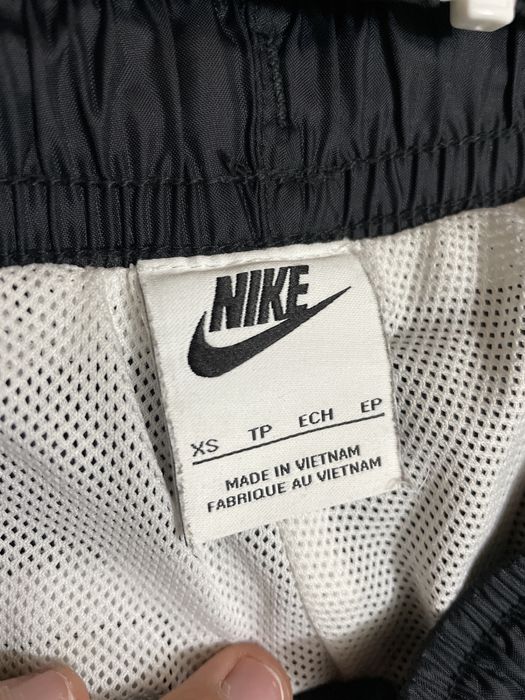 NIKE
XS TP ECH EP
MADE IN VIETNAM
FABRIQUE AU VIETNAM